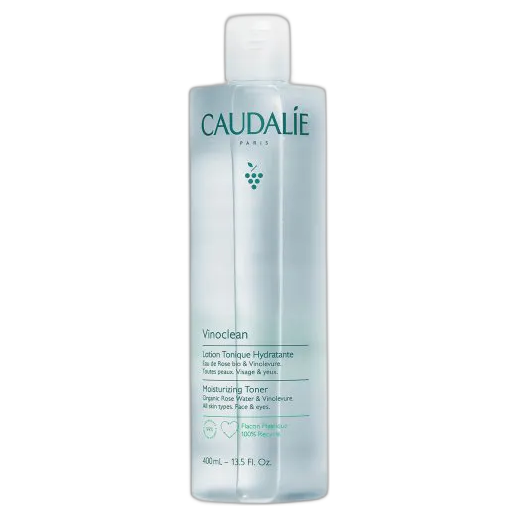 CAUDALÍE
PARIS
Vinoclean
Lotion Tonique Hydratante
Eau de Rose bio & Vinolevure.
Toutes peaux. Visage & yeux.
Moisturizing Toner
Organic Rose Water & Vinolevure.
All skin types. Face & eyes.
Flacon Plastique
100% Recyclé
400mL – 13.5 Fl. Oz.